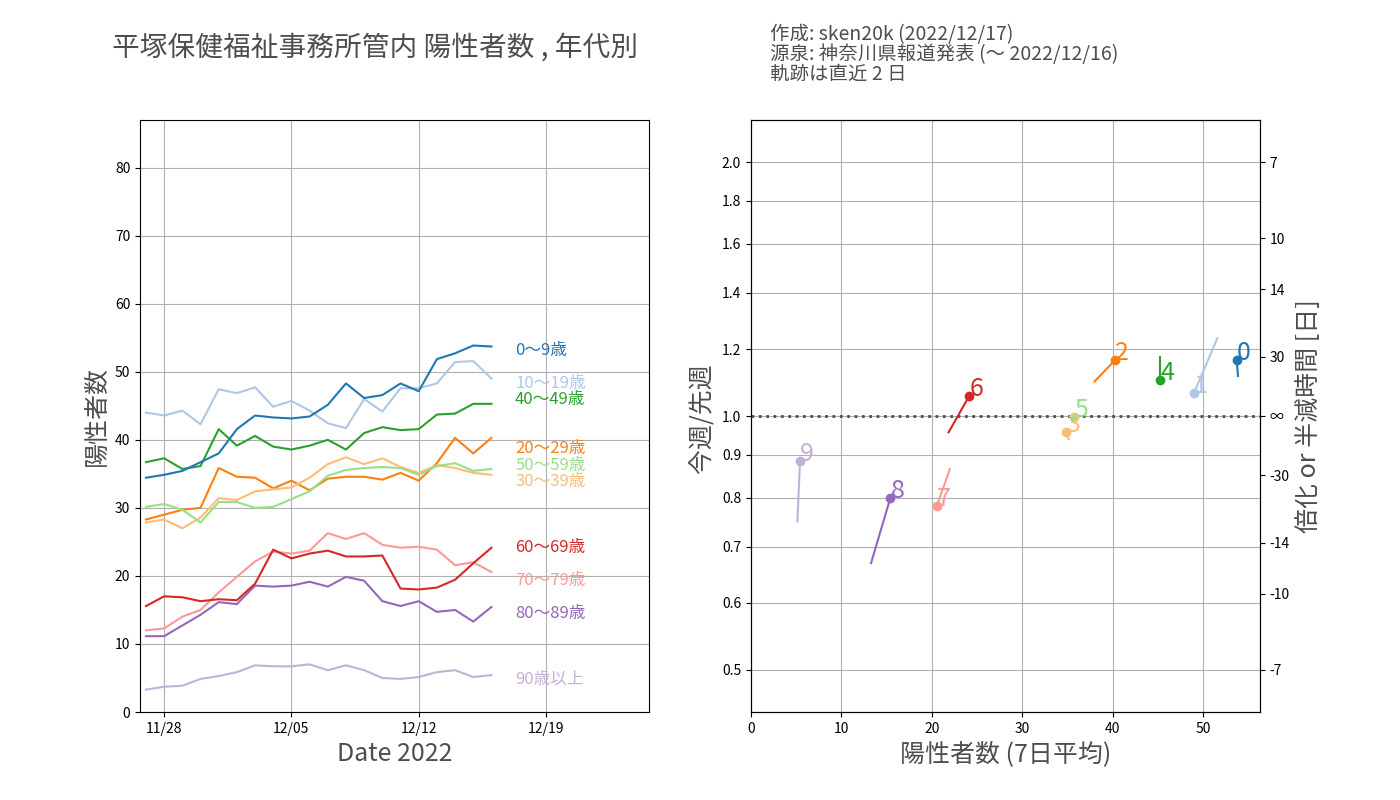 平塚保健福祉事務所管内 陽性者数 , 年代別
作成: sken20k (2022/12/17)
源泉: 神奈川県報道発表 (〜 2022/12/16)
軌跡は直近 2 日
陽性者数
80
70
60
50
40
30
20
10
0
0〜9歳
10〜19歳
40〜49歳
20〜29歳
50〜59歳
30〜39歳
60〜69歳
70〜79歳
80〜89歳
90歳以上
11/28
12/05
12/12
12/19
Date 2022
今週/先週
2.0
1.8
1.6
1.4
1.2
1.0
0.9
0.8
0.7
0.6
0.5
0
1
2
4
6
5
3
9
8
7
7
10
14
30
∞
-30
-14
-10
-7
倍化 or 半減時間 [日]
0
10
20
30
40
50
陽性者数 (7日平均)